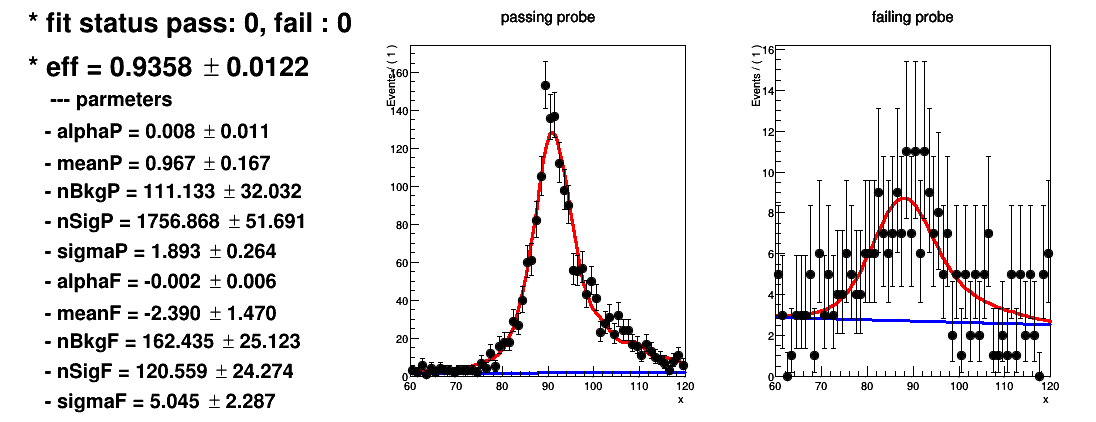 * fit status pass: 0, fail : 0
* eff = 0.9358 ± 0.0122
--- parmeters
- alphaP = 0.008 ± 0.011
- meanP = 0.967 ± 0.167
- nBkgP = 111.133 ± 32.032
- nSigP = 1756.868 ± 51.691
- sigmaP = 1.893 ± 0.264
- alphaF = -0.002 ± 0.006
- meanF = -2.390 ± 1.470
- nBkgF = 162.435 ± 25.123
- nSigF = 120.559 ± 24.274
- sigmaF = 5.045 ± 2.287
passing probe
Events / ( 1 )
160
140
120
100
80
60
40
20
0
60 70 80 90 100 110 120
x
failing probe
Events / ( 1 )
16
14
12
10
8
6
4
2
0
60 70 80 90 100 110 120
x